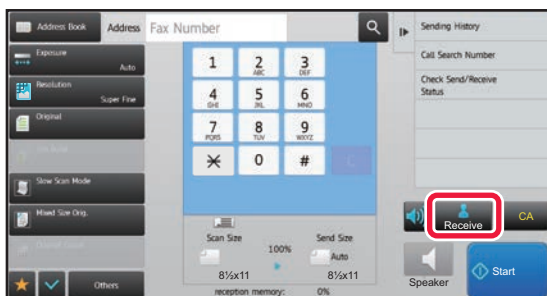 Address Book
Address
Fax Number
Exposure
Auto
Resolution
Super Fine
Original
Slow Scan Mode
Mixed Size Orig.
Others
1
2
ABC
3
DEF
4
GHI
5
JKL
6
MNO
7
PQRS
8
TUV
9
WXYZ
0
#
C
Scan Size
100%
Send Size
Auto
8½x11
8½x11
reception memory:
0%
Sending History
Call Search Number
Check Send/Receive
Status
Receive
CA
Speaker
Start